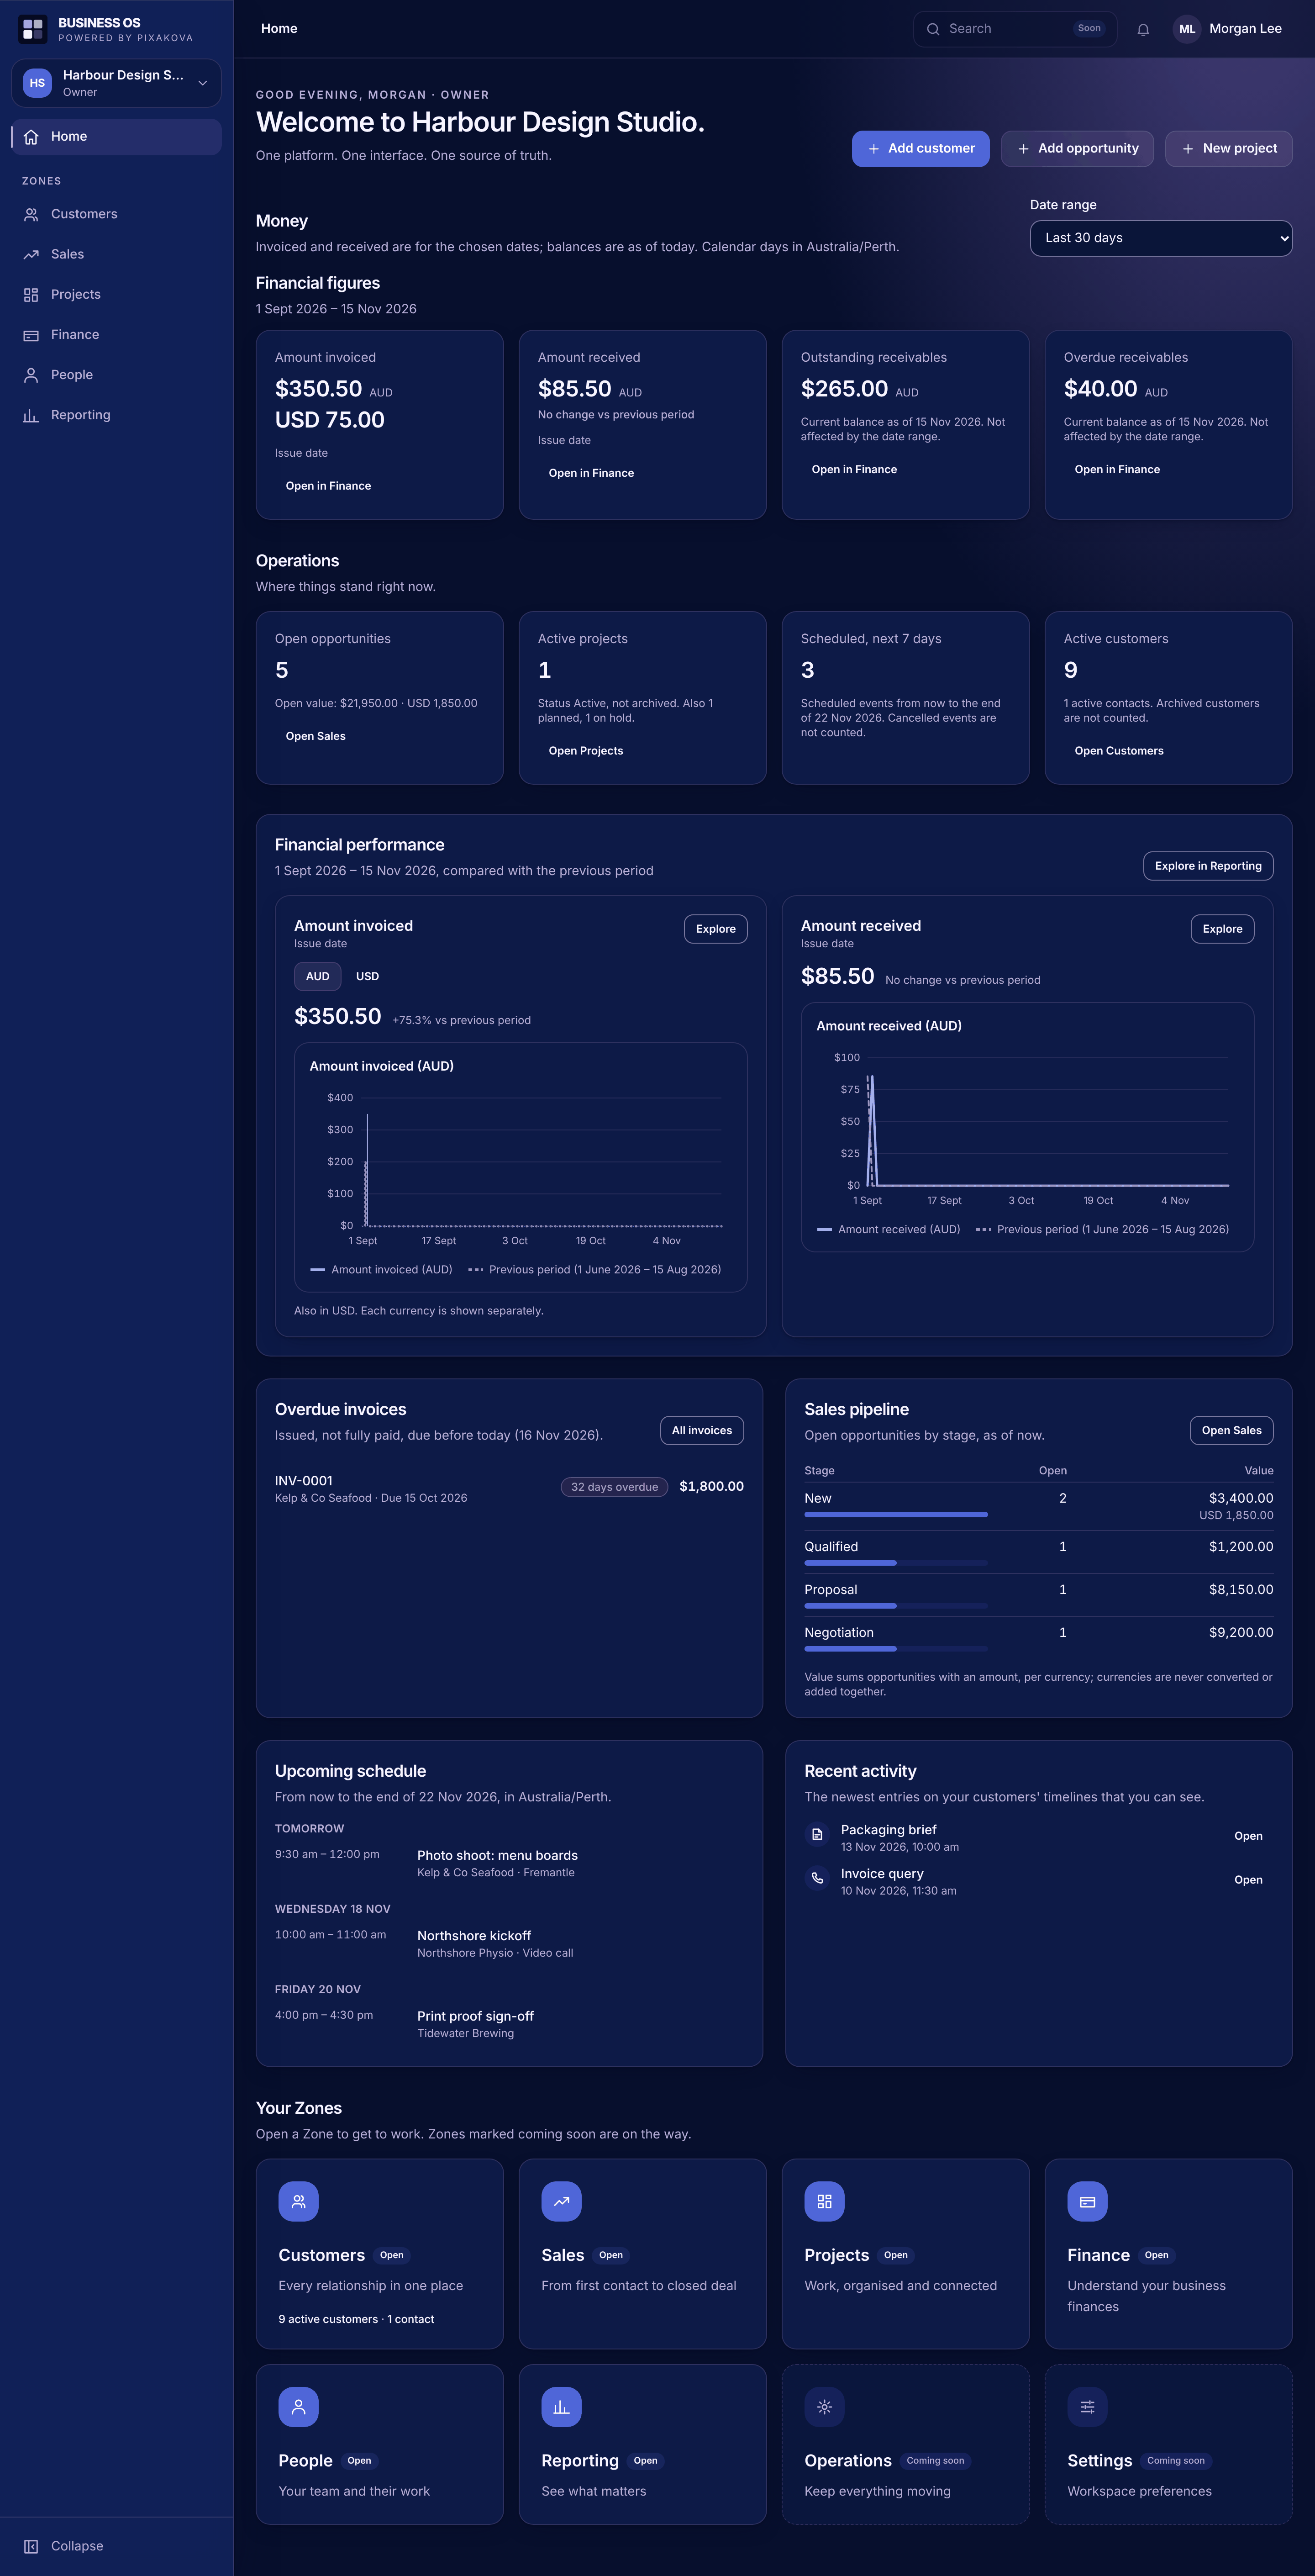 BUSINESS OS
POWERED BY PIXAKOVA
HS
Harbour Design S...
Owner
Home
ZONES
Customers
Sales
Projects
Finance
People
Reporting
Collapse
Home
Search
Soon
ML
Morgan Lee
GOOD EVENING, MORGAN · OWNER
Welcome to Harbour Design Studio.
One platform. One interface. One source of truth.
Add customer
Add opportunity
New project
Money
Invoiced and received are for the chosen dates; balances are as of today. Calendar days in Australia/Perth.
Date range
Last 30 days
Financial figures
1 Sept 2026 – 15 Nov 2026
Amount invoiced
$350.50 AUD
USD 75.00
Issue date
Open in Finance
Amount received
$85.50 AUD
No change vs previous period
Issue date
Open in Finance
Outstanding receivables
$265.00 AUD
Current balance as of 15 Nov 2026. Not
affected by the date range.
Open in Finance
Overdue receivables
$40.00 AUD
Current balance as of 15 Nov 2026. Not
affected by the date range.
Open in Finance
Operations
Where things stand right now.
Open opportunities
5
Open value: $21,950.00 · USD 1,850.00
Open Sales
Active projects
1
Status Active, not archived. Also 1
planned, 1 on hold.
Open Projects
Scheduled, next 7 days
3
Scheduled events from now to the end
of 22 Nov 2026. Cancelled events are
not counted.
Active customers
9
1 active contacts. Archived customers
are not counted.
Open Customers
Financial performance
1 Sept 2026 – 15 Nov 2026, compared with the previous period
Explore in Reporting
Amount invoiced
Issue date
Explore
AUD
USD
$350.50 +75.3% vs previous period
Amount invoiced (AUD)
$400
$300
$200
$100
$0
1 Sept 17 Sept 3 Oct 19 Oct 4 Nov
Amount invoiced (AUD) Previous period (1 June 2026 – 15 Aug 2026)
Also in USD. Each currency is shown separately.
Amount received
Issue date
Explore
$85.50 No change vs previous period
Amount received (AUD)
$100
$75
$50
$25
$0
1 Sept 17 Sept 3 Oct 19 Oct 4 Nov
Amount received (AUD) Previous period (1 June 2026 – 15 Aug 2026)
Overdue invoices
Issued, not fully paid, due before today (16 Nov 2026).
All invoices
INV-0001
Kelp & Co Seafood · Due 15 Oct 2026
32 days overdue
$1,800.00
Sales pipeline
Open opportunities by stage, as of now.
Open Sales
Stage Open Value
New 2 $3,400.00
USD 1,850.00
Qualified 1 $1,200.00
Proposal 1 $8,150.00
Negotiation 1 $9,200.00
Value sums opportunities with an amount, per currency; currencies are never converted or
added together.
Upcoming schedule
From now to the end of 22 Nov 2026, in Australia/Perth.
TOMORROW
9:30 am – 12:00 pm Photo shoot: menu boards
Kelp & Co Seafood · Fremantle
WEDNESDAY 18 NOV
10:00 am – 11:00 am Northshore kickoff
Northshore Physio · Video call
FRIDAY 20 NOV
4:00 pm – 4:30 pm Print proof sign-off
Tidewater Brewing
Recent activity
The newest entries on your customers' timelines that you can see.
Packaging brief
13 Nov 2026, 10:00 am
Open
Invoice query
10 Nov 2026, 11:30 am
Open
Your Zones
Open a Zone to get to work. Zones marked coming soon are on the way.
Customers Open
Every relationship in one place
9 active customers · 1 contact
Sales Open
From first contact to closed deal
Projects Open
Work, organised and connected
Finance Open
Understand your business
finances
People Open
Your team and their work
Reporting Open
See what matters
Operations Coming soon
Keep everything moving
Settings Coming soon
Workspace preferences